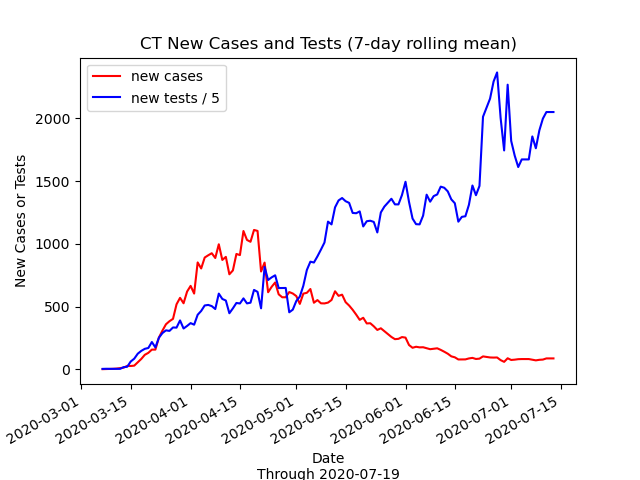 CT New Cases and Tests (7-day rolling mean)
new cases
new tests / 5
New Cases or Tests
2000
1500
1000
500
0
2020-03-01
2020-03-15
2020-04-01
2020-04-15
2020-05-01
2020-05-15
2020-06-01
2020-06-15
2020-07-01
2020-07-15
Date
Through 2020-07-19